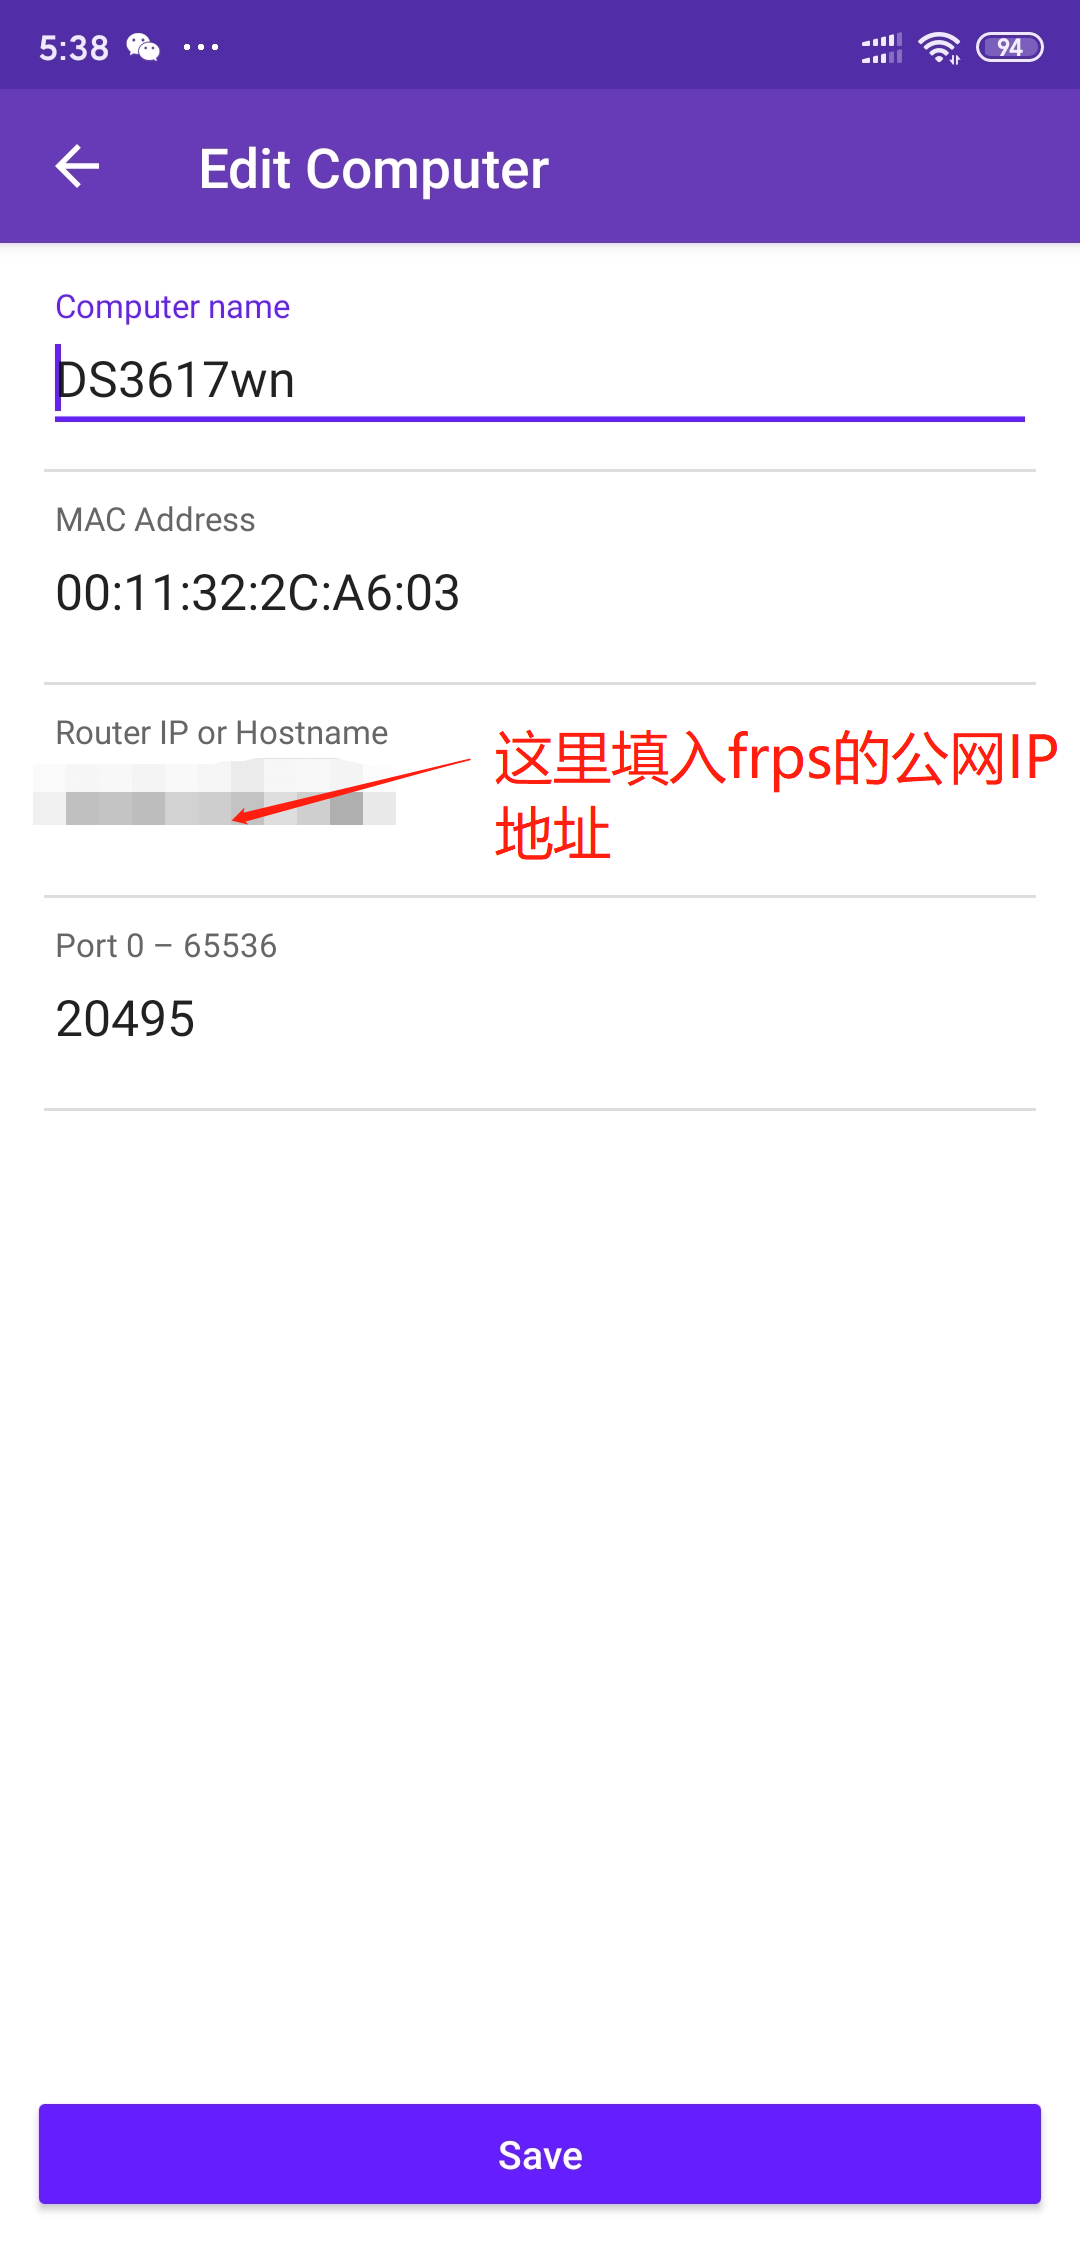 5:38
94
Edit Computer
Computer name
DS3617wn
MAC Address
00:11:32:2C:A6:03
Router IP or Hostname
这里填入frps的公网IP
地址
Port 0 – 65536
20495
Save